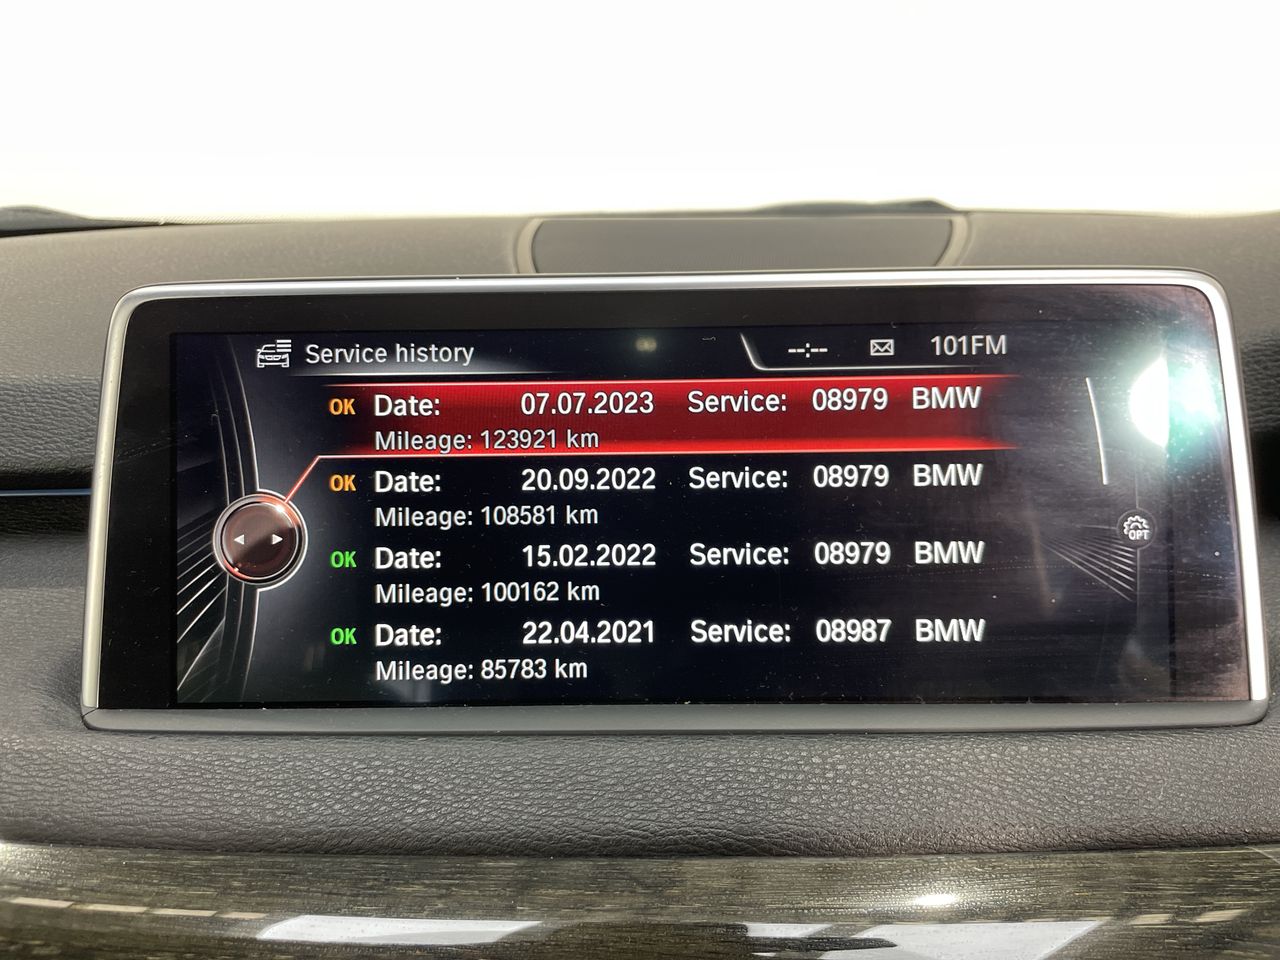 Service history --:-- 101FM
OK Date: 07.07.2023 Service: 08979 BMW
Mileage: 123921 km
OK Date: 20.09.2022 Service: 08979 BMW
Mileage: 108581 km
OK Date: 15.02.2022 Service: 08979 BMW
Mileage: 100162 km
OK Date: 22.04.2021 Service: 08987 BMW
Mileage: 85783 km
OPT